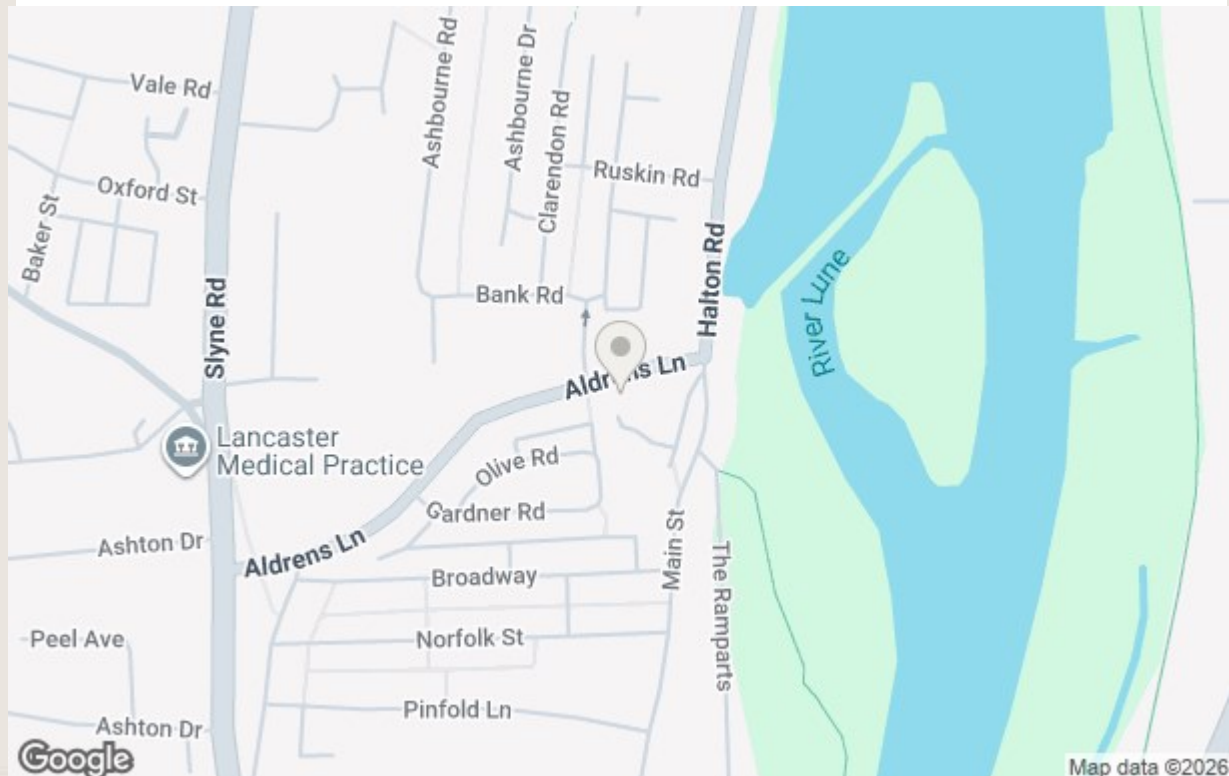 Ashbourne Rd
Ashbourne Dr
Vale Rd
Clarendon Rd
Ruskin Rd
Oxford St
Baker St
Halton Rd
River Lune
Slyne Rd
Bank Rd
Aldrens Ln
Lancaster
Medical Practice
Olive Rd
Gardner Rd
Main St
Ashton Dr
Aldrens Ln
The Ramparts
Broadway
Peel Ave
Norfolk St
Pinfold Ln
Ashton Dr
Google
Map data ©2026